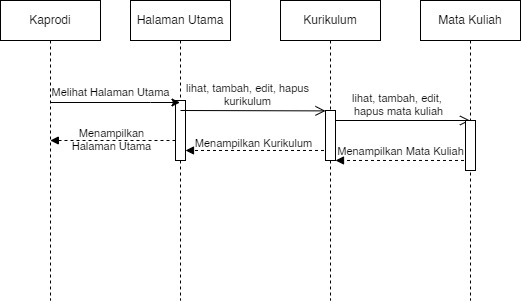 Kaprodi
Halaman Utama
Kurikulum
Mata Kuliah
Melihat Halaman Utama
lihat, tambah, edit, hapus
kurikulum
lihat, tambah, edit,
hapus mata kuliah
Menampilkan
Halaman Utama
Menampilkan Kurikulum
Menampilkan Mata Kuliah